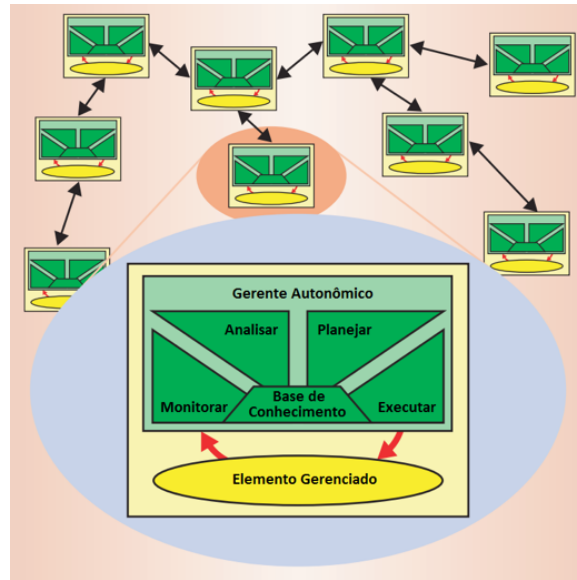 Gerente Autonômico
Analisar
Planejar
Monitorar
Base de
Conhecimento
Executar
Elemento Gerenciado